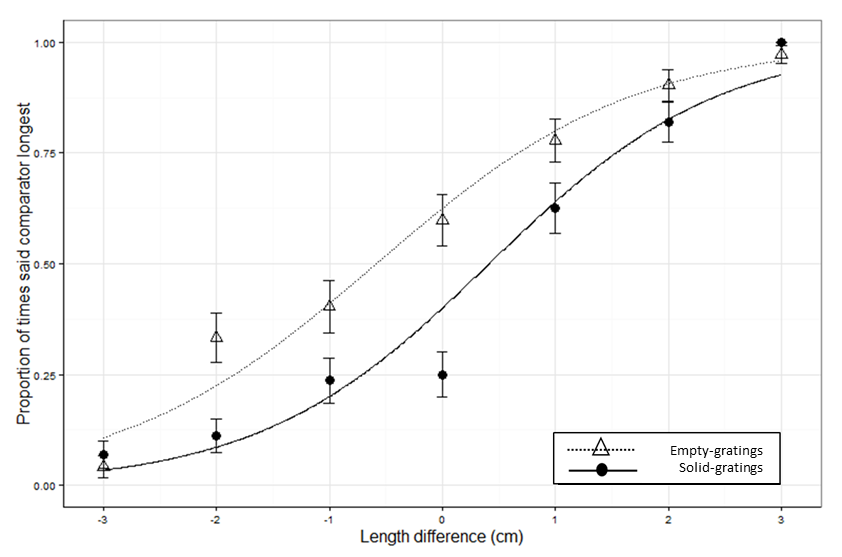 Proportion of times said comparator longest
1.00
0.75
0.50
0.25
0.00
Empty-gratings
Solid-gratings
-3 -2 -1 0 1 2 3
Length difference (cm)